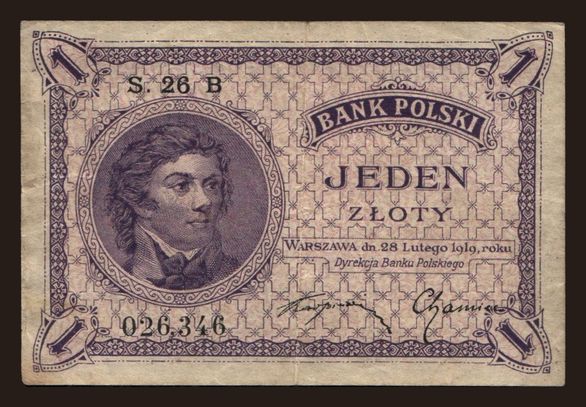 1 1
S. 26 B
BANK POLSKI
JEDEN
ZŁOTY
WARSZAWA dn. 28 Lutego 1919, roku
Dyrekcja Banku Polskiego
026,346
1 1